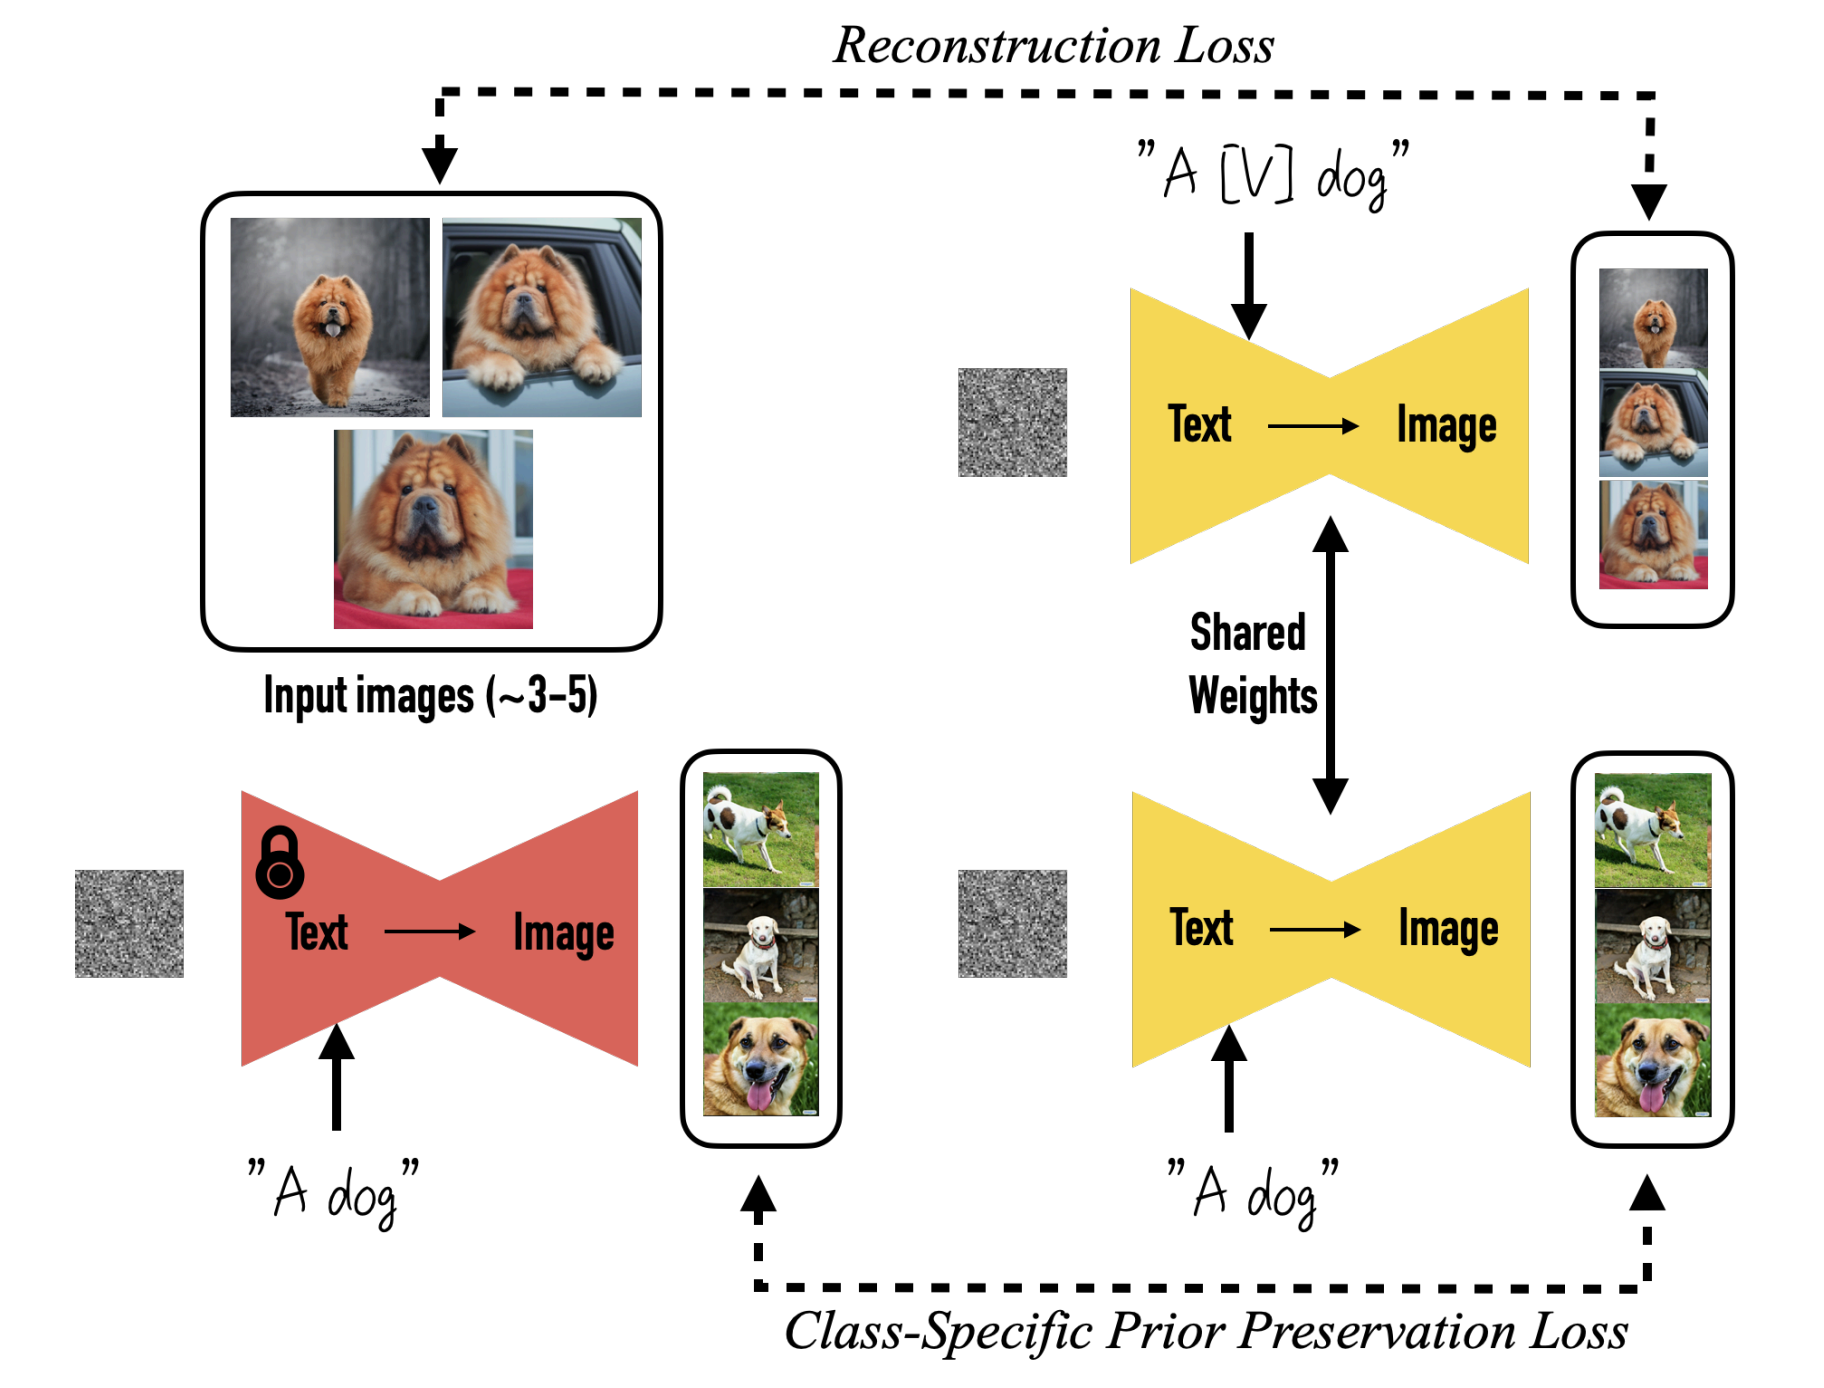 Reconstruction Loss
"A [V] dog"
Text → Image
Input images (~3–5)
Shared
Weights
Text → Image
Text → Image
"A dog"
"A dog"
Class-Specific Prior Preservation Loss